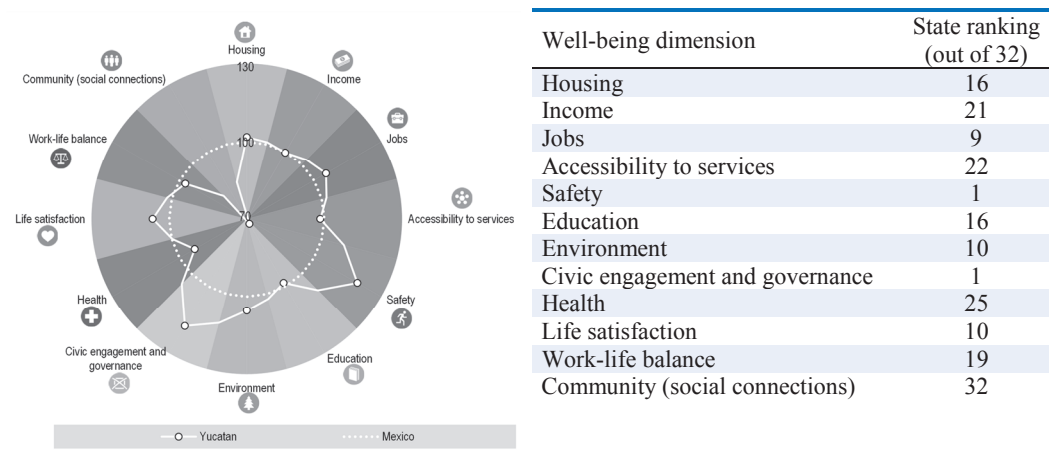 Housing
130
Community (social connections)
Income
Work-life balance
Jobs
100
Life satisfaction
70
Accessibility to services
Health
Safety
Civic engagement and
governance
Education
Environment
Yucatan
Mexico
Well-being dimension
State ranking
(out of 32)
Housing 16
Income 21
Jobs 9
Accessibility to services 22
Safety 1
Education 16
Environment 10
Civic engagement and governance 1
Health 25
Life satisfaction 10
Work-life balance 19
Community (social connections) 32